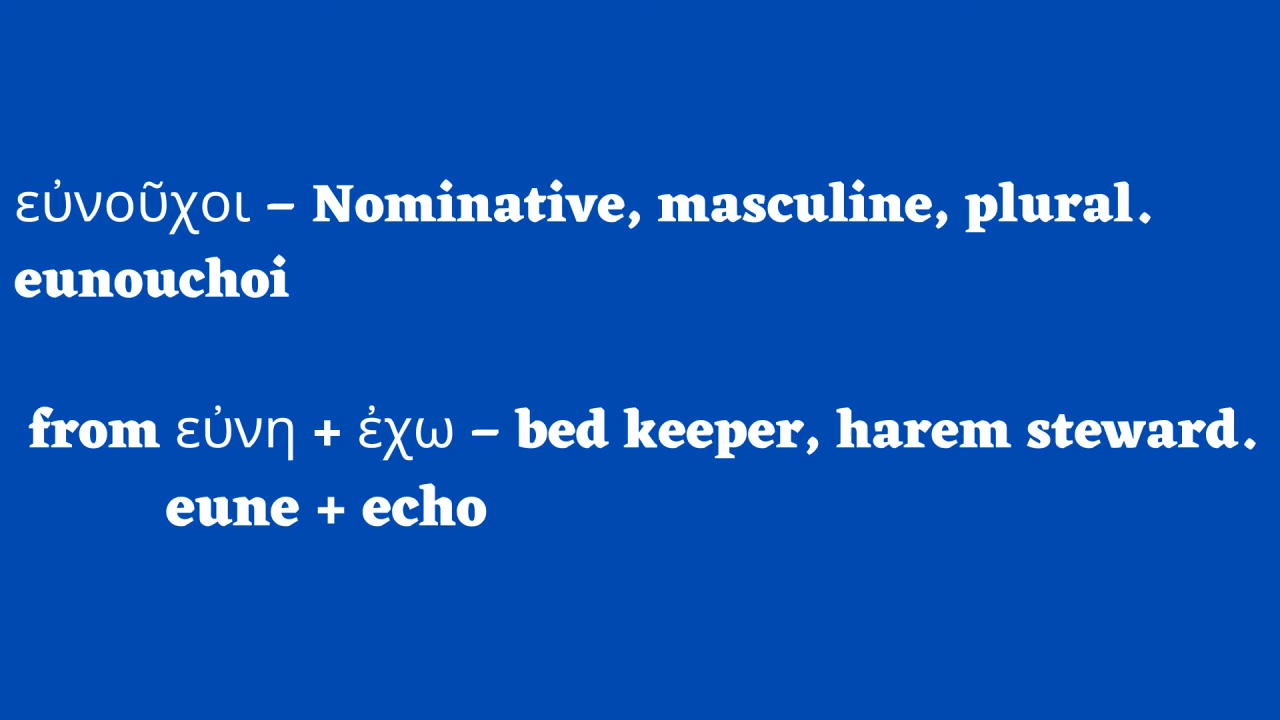 εὐνοῦχοι – Nominative, masculine, plural.
eunouchoi
from εὐνη + ἐχω – bed keeper, harem steward.
eune + echo